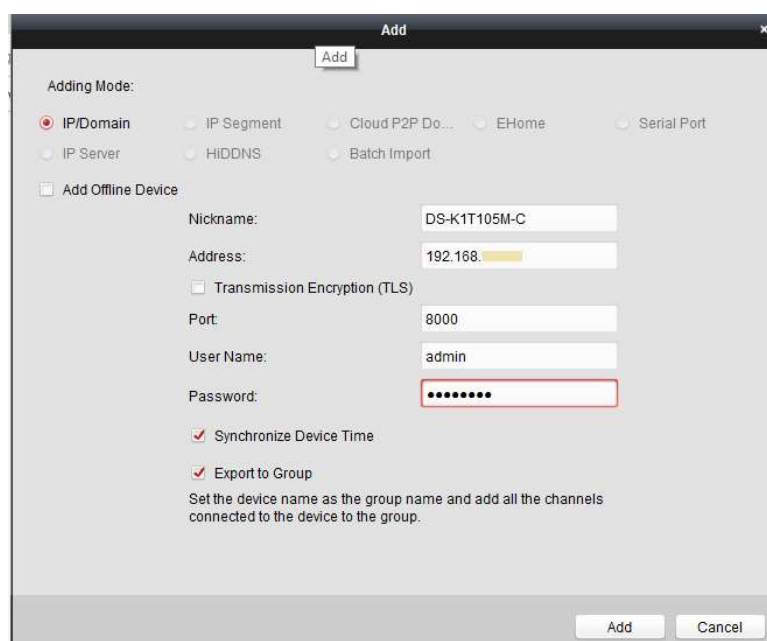 Add
Add
Adding Mode:
IP/Domain IP Segment Cloud P2P Do... EHome Serial Port
IP Server HiDDNS Batch Import
Add Offline Device
Nickname: DS-K1T105M-C
Address: 192.168.
Transmission Encryption (TLS)
Port: 8000
User Name: admin
Password: ●●●●●●●●
Synchronize Device Time
Export to Group
Set the device name as the group name and add all the channels
connected to the device to the group.
Add Cancel